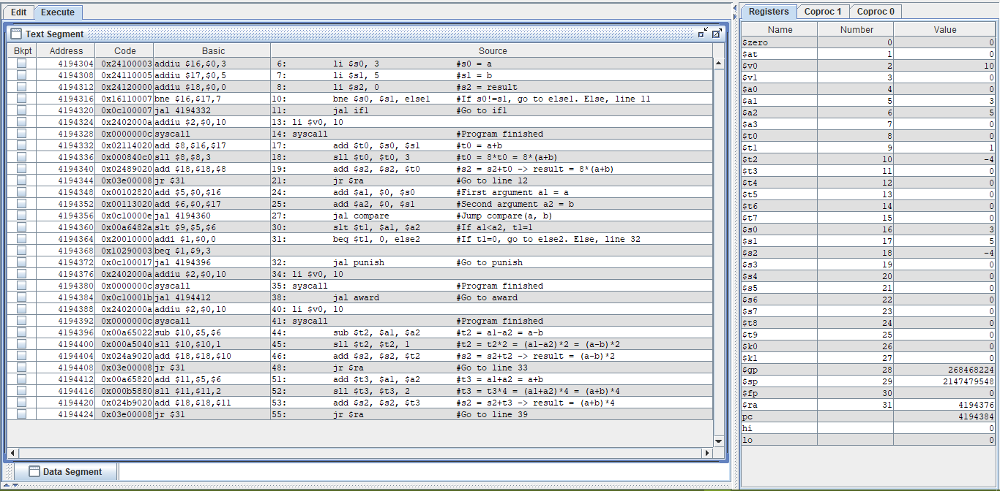 Edit Execute
Text Segment
Bkpt Address Code Basic Source
4194304 0x24100003 addiu $16,$0,3 6: li $s0, 3 #s0 = a
4194308 0x24110005 addiu $17,$0,5 7: li $s1, 5 #s1 = b
4194312 0x24120000 addiu $18,$0,0 8: li $s2, 0 #s2 = result
4194316 0x16110007 bne $16,$17,7 10: bne $s0, $s1, else1 #If s0!=s1, go to else1. Else, line 11
4194320 0x0c100007 jal 4194332 11: jal if1 #Go to if1
4194324 0x2402000a addiu $2,$0,10 13: li $v0, 10
4194328 0x0000000c syscall 14: syscall #Program finished
4194332 0x02114020 add $8,$16,$17 17: add $t0, $s0, $s1 #t0 = a+b
4194336 0x000840c0 sll $8,$8,3 18: sll $t0, $t0, 3 #t0 = 8*t0 = 8*(a+b)
4194340 0x02489020 add $18,$18,$8 19: add $s2, $s2, $t0 #s2 = s2+t0 -> result = 8*(a+b)
4194344 0x03e00008 jr $31 21: jr $ra #Go to line 12
4194348 0x00102820 add $5,$0,$16 24: add $a1, $0, $s0 #First argument a1 = a
4194352 0x00113020 add $6,$0,$17 25: add $a2, $0, $s1 #Second argument a2 = b
4194356 0x0c10000e jal 4194360 27: jal compare #Jump compare(a, b)
4194360 0x00a6482a slt $9,$5,$6 30: slt $t1, $a1, $a2 #If a1<a2, t1=1
4194364 0x20010000 addi $1,$0,0 31: beq $t1, 0, else2 #If t1=0, go to else2. Else, line 32
4194368 0x10290003 beq $1,$9,3
4194372 0x0c100017 jal 4194396 32: jal punish #Go to punish
4194376 0x2402000a addiu $2,$0,10 34: li $v0, 10
4194380 0x0000000c syscall 35: syscall #Program finished
4194384 0x0c10001b jal 4194412 38: jal award #Go to award
4194388 0x2402000a addiu $2,$0,10 40: li $v0, 10
4194392 0x0000000c syscall 41: syscall #Program finished
4194396 0x00a65022 sub $10,$5,$6 44: sub $t2, $a1, $a2 #t2 = a1-a2 = a-b
4194400 0x000a5040 sll $10,$10,1 45: sll $t2, $t2, 1 #t2 = t2*2 = (a1-a2)*2 = (a-b)*2
4194404 0x024a9020 add $18,$18,$10 46: add $s2, $s2, $t2 #s2 = s2+t2 -> result = (a-b)*2
4194408 0x03e00008 jr $31 48: jr $ra #Go to line 33
4194412 0x00a65820 add $11,$5,$6 51: add $t3, $a1, $a2 #t3 = a1+a2 = a+b
4194416 0x000b5880 sll $11,$11,2 52: sll $t3, $t3, 2 #t3 = t3*4 = (a1+a2)*4 = (a+b)*4
4194420 0x024b9020 add $18,$18,$11 53: add $s2, $s2, $t3 #s2 = s2+t3 -> result = (a+b)*4
4194424 0x03e00008 jr $31 55: jr $ra #Go to line 39
Data Segment
Registers Coproc 1 Coproc 0
Name Number Value
$zero 0 0
$at 1 0
$v0 2 10
$v1 3 0
$a0 4 0
$a1 5 3
$a2 6 5
$a3 7 0
$t0 8 0
$t1 9 1
$t2 10 -4
$t3 11 0
$t4 12 0
$t5 13 0
$t6 14 0
$t7 15 0
$s0 16 3
$s1 17 5
$s2 18 -4
$s3 19 0
$s4 20 0
$s5 21 0
$s6 22 0
$s7 23 0
$t8 24 0
$t9 25 0
$k0 26 0
$k1 27 0
$gp 28 268468224
$sp 29 2147479548
$fp 30 0
$ra 31 4194376
pc 4194384
hi 0
lo 0